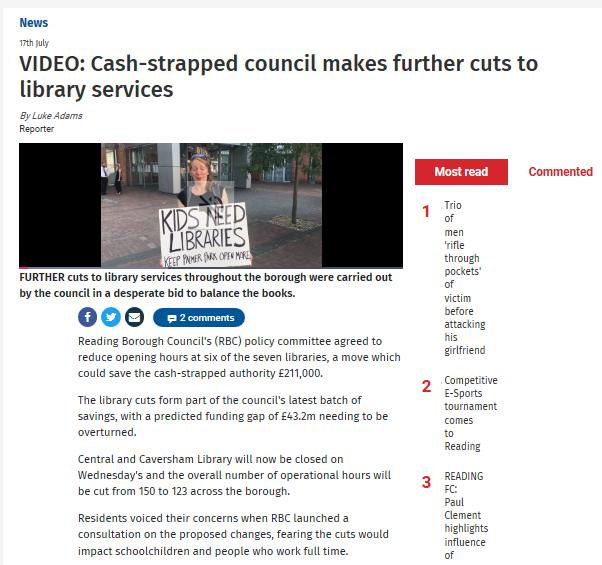 News
17th July
VIDEO: Cash-strapped council makes further cuts to
library services
By Luke Adams
Reporter
KIDS NEED
LIBRARIES
KEEP PALMER PARK OPEN MORE
FURTHER cuts to library services throughout the borough were carried out
by the council in a desperate bid to balance the books.
2 comments
Reading Borough Council's (RBC) policy committee agreed to
reduce opening hours at six of the seven libraries, a move which
could save the cash-strapped authority £211,000.
The library cuts form part of the council's latest batch of
savings, with a predicted funding gap of £43.2m needing to be
overturned.
Central and Caversham Library will now be closed on
Wednesday's and the overall number of operational hours will
be cut from 150 to 123 across the borough.
Residents voiced their concerns when RBC launched a
consultation on the proposed changes, fearing the cuts would
impact schoolchildren and people who work full time.
Most read
Commented
1
Trio
of
men
'rifle
through
pockets'
of
victim
before
attacking
his
girlfriend
2
Competitive
E-Sports
tournament
comes
to
Reading
3
READING
FC:
Paul
Clement
highlights
influence
of